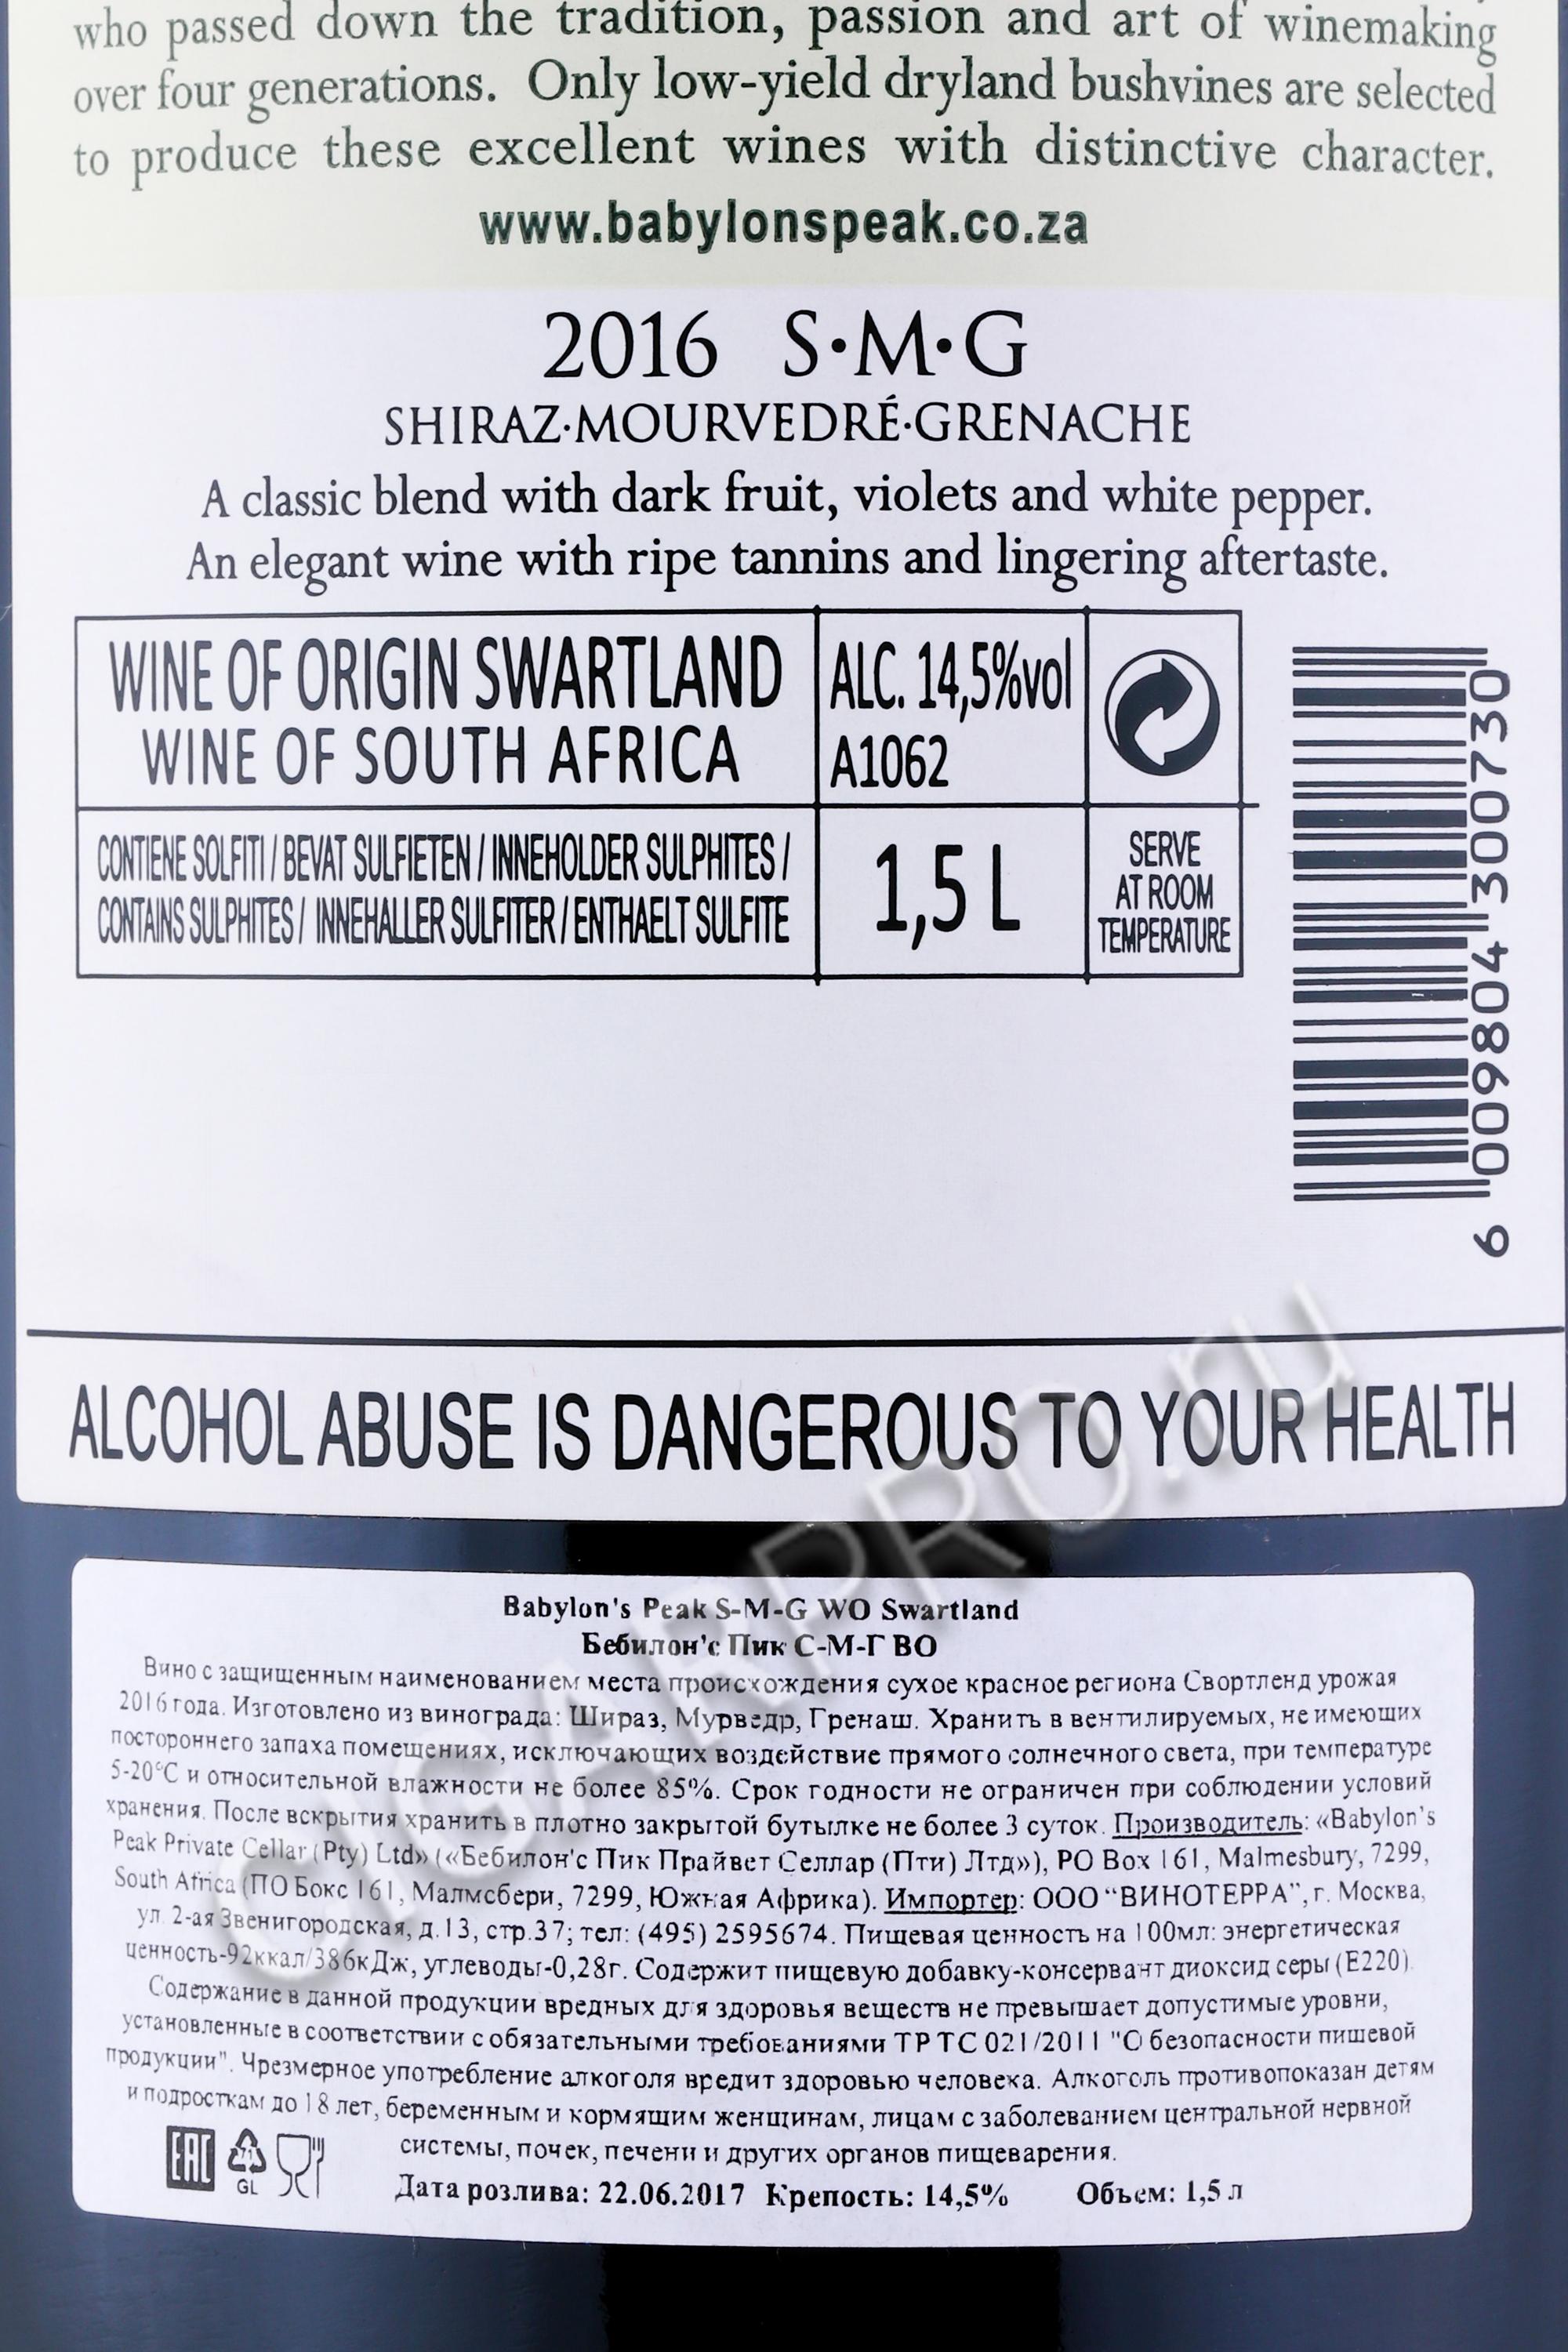 who passed down the tradition, passion and art of winemaking
over four generations. Only low-yield dryland bushvines are selected
to produce these excellent wines with distinctive character.
www.babylonspeak.co.za
2016 S·M·G
SHIRAZ·MOURVEDRÉ·GRENACHE
A classic blend with dark fruit, violets and white pepper.
An elegant wine with ripe tannins and lingering aftertaste.
WINE OF ORIGIN SWARTLAND
WINE OF SOUTH AFRICA
ALC. 14,5%vol
A1062
CONTIENE SOLFITI / BEVAT SULFIETEN / INNEHOLDER SULPHITES /
CONTAINS SULPHITES / INNEHALLER SULFITER / ENTHAELT SULFITE
1,5 L
SERVE
AT ROOM
TEMPERATURE
6 009804 300730
ALCOHOL ABUSE IS DANGEROUS TO YOUR HEALTH
CIGARPRO.ru
Babylon's Peak S-M-G WO Swartland
Бебилон'с Пик С-М-Г ВО
Вино с защищенным наименованием места происхождения сухое красное региона Свортленд урожая
2016 года. Изготовлено из винограда: Шираз, Мурведр, Гренаш. Хранить в вентилируемых, не имеющих
постороннего запаха помещениях, исключающих воздействие прямого солнечного света, при температуре
5-20°С и относительной влажности не более 85%. Срок годности не ограничен при соблюдении условий
хранения. После вскрытия хранить в плотно закрытой бутылке не более 3 суток. Производитель: «Babylon's
Peak Private Cellar (Pty) Ltd» («Бебилон'с Пик Прайвет Селлар (Пти) Лтд»), PO Box 161, Malmesbury, 7299,
South Africa (ПО Бокс 161, Малмсбери, 7299, Южная Африка). Импортер: ООО "ВИНОТЕРРА", г. Москва,
ул. 2-ая Звенигородская, д.13, стр.37; тел: (495) 2595674. Пищевая ценность на 100мл: энергетическая
ценность-92ккал/386кДж, углеводы-0,28г. Содержит пищевую добавку-консервант диоксид серы (Е220).
Содержание в данной продукции вредных для здоровья веществ не превышает допустимые уровни,
установленные в соответствии с обязательными требованиями ТР ТС 021/2011 "О безопасности пищевой
продукции". Чрезмерное употребление алкоголя вредит здоровью человека. Алкоголь противопоказан детям
и подросткам до 18 лет, беременным и кормящим женщинам, лицам с заболеванием центральной нервной
системы, почек, печени и других органов пищеварения.
EAC
71
GL
Дата розлива: 22.06.2017 Крепость: 14,5% Объем: 1,5 л